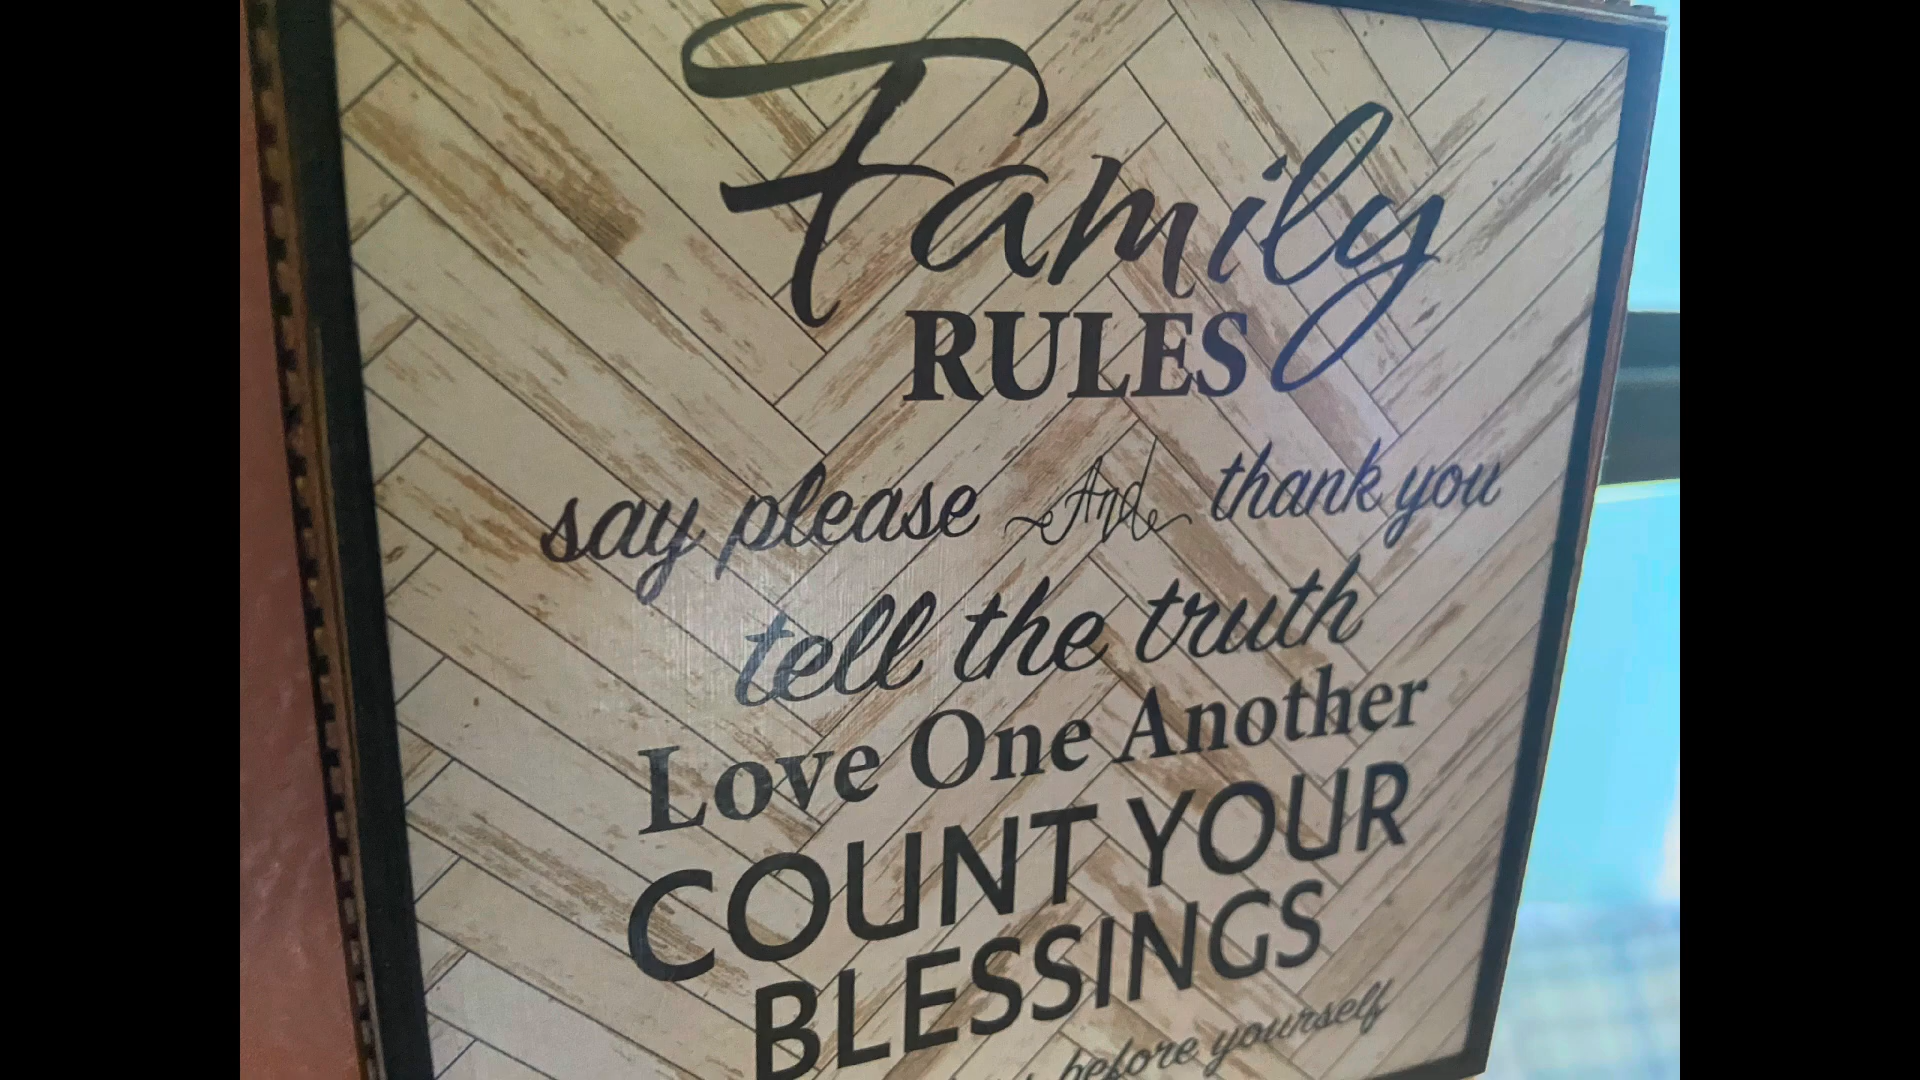 Family
RULES
say please And thank you
tell the truth
Love One Another
COUNT YOUR
BLESSINGS
before yourself